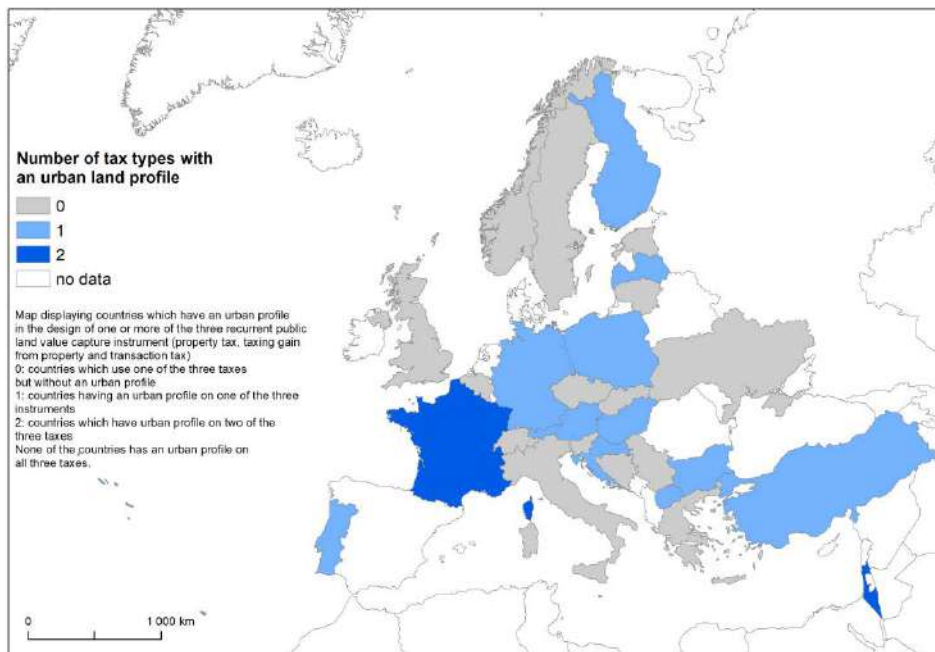 Number of tax types with
an urban land profile
0
1
2
no data
Map displaying countries which have an urban profile
in the design of one or more of the three recurrent public
land value capture instrument (property tax, taxing gain
from property and transaction tax)
0: countries which use one of the three taxes
but without an urban profile
1: countries having an urban profile on one of the three
instruments
2: countries which have urban profile on two of the
three taxes
None of the countries has an urban profile on
all three taxes.
0 1 000 km